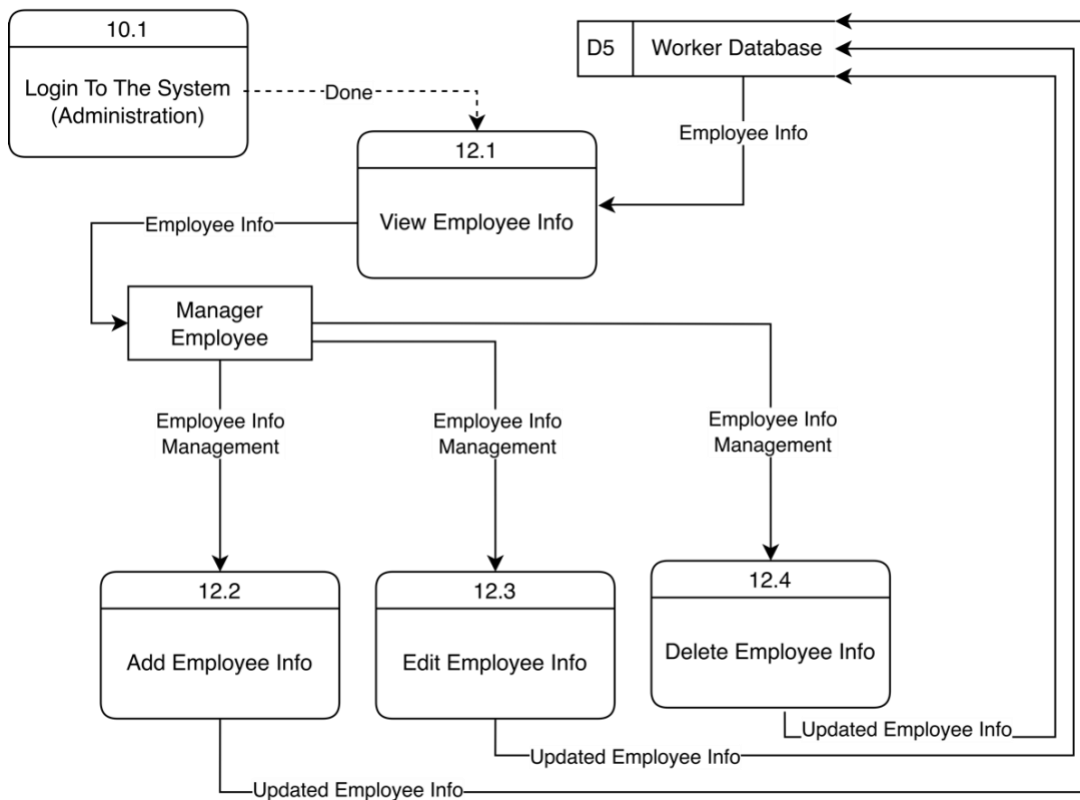 10.1
Login To The System
(Administration)
Done
D5
Worker Database
Employee Info
12.1
View Employee Info
Employee Info
Manager
Employee
Employee Info
Management
Employee Info
Management
Employee Info
Management
12.2
Add Employee Info
12.3
Edit Employee Info
12.4
Delete Employee Info
Updated Employee Info
Updated Employee Info
Updated Employee Info